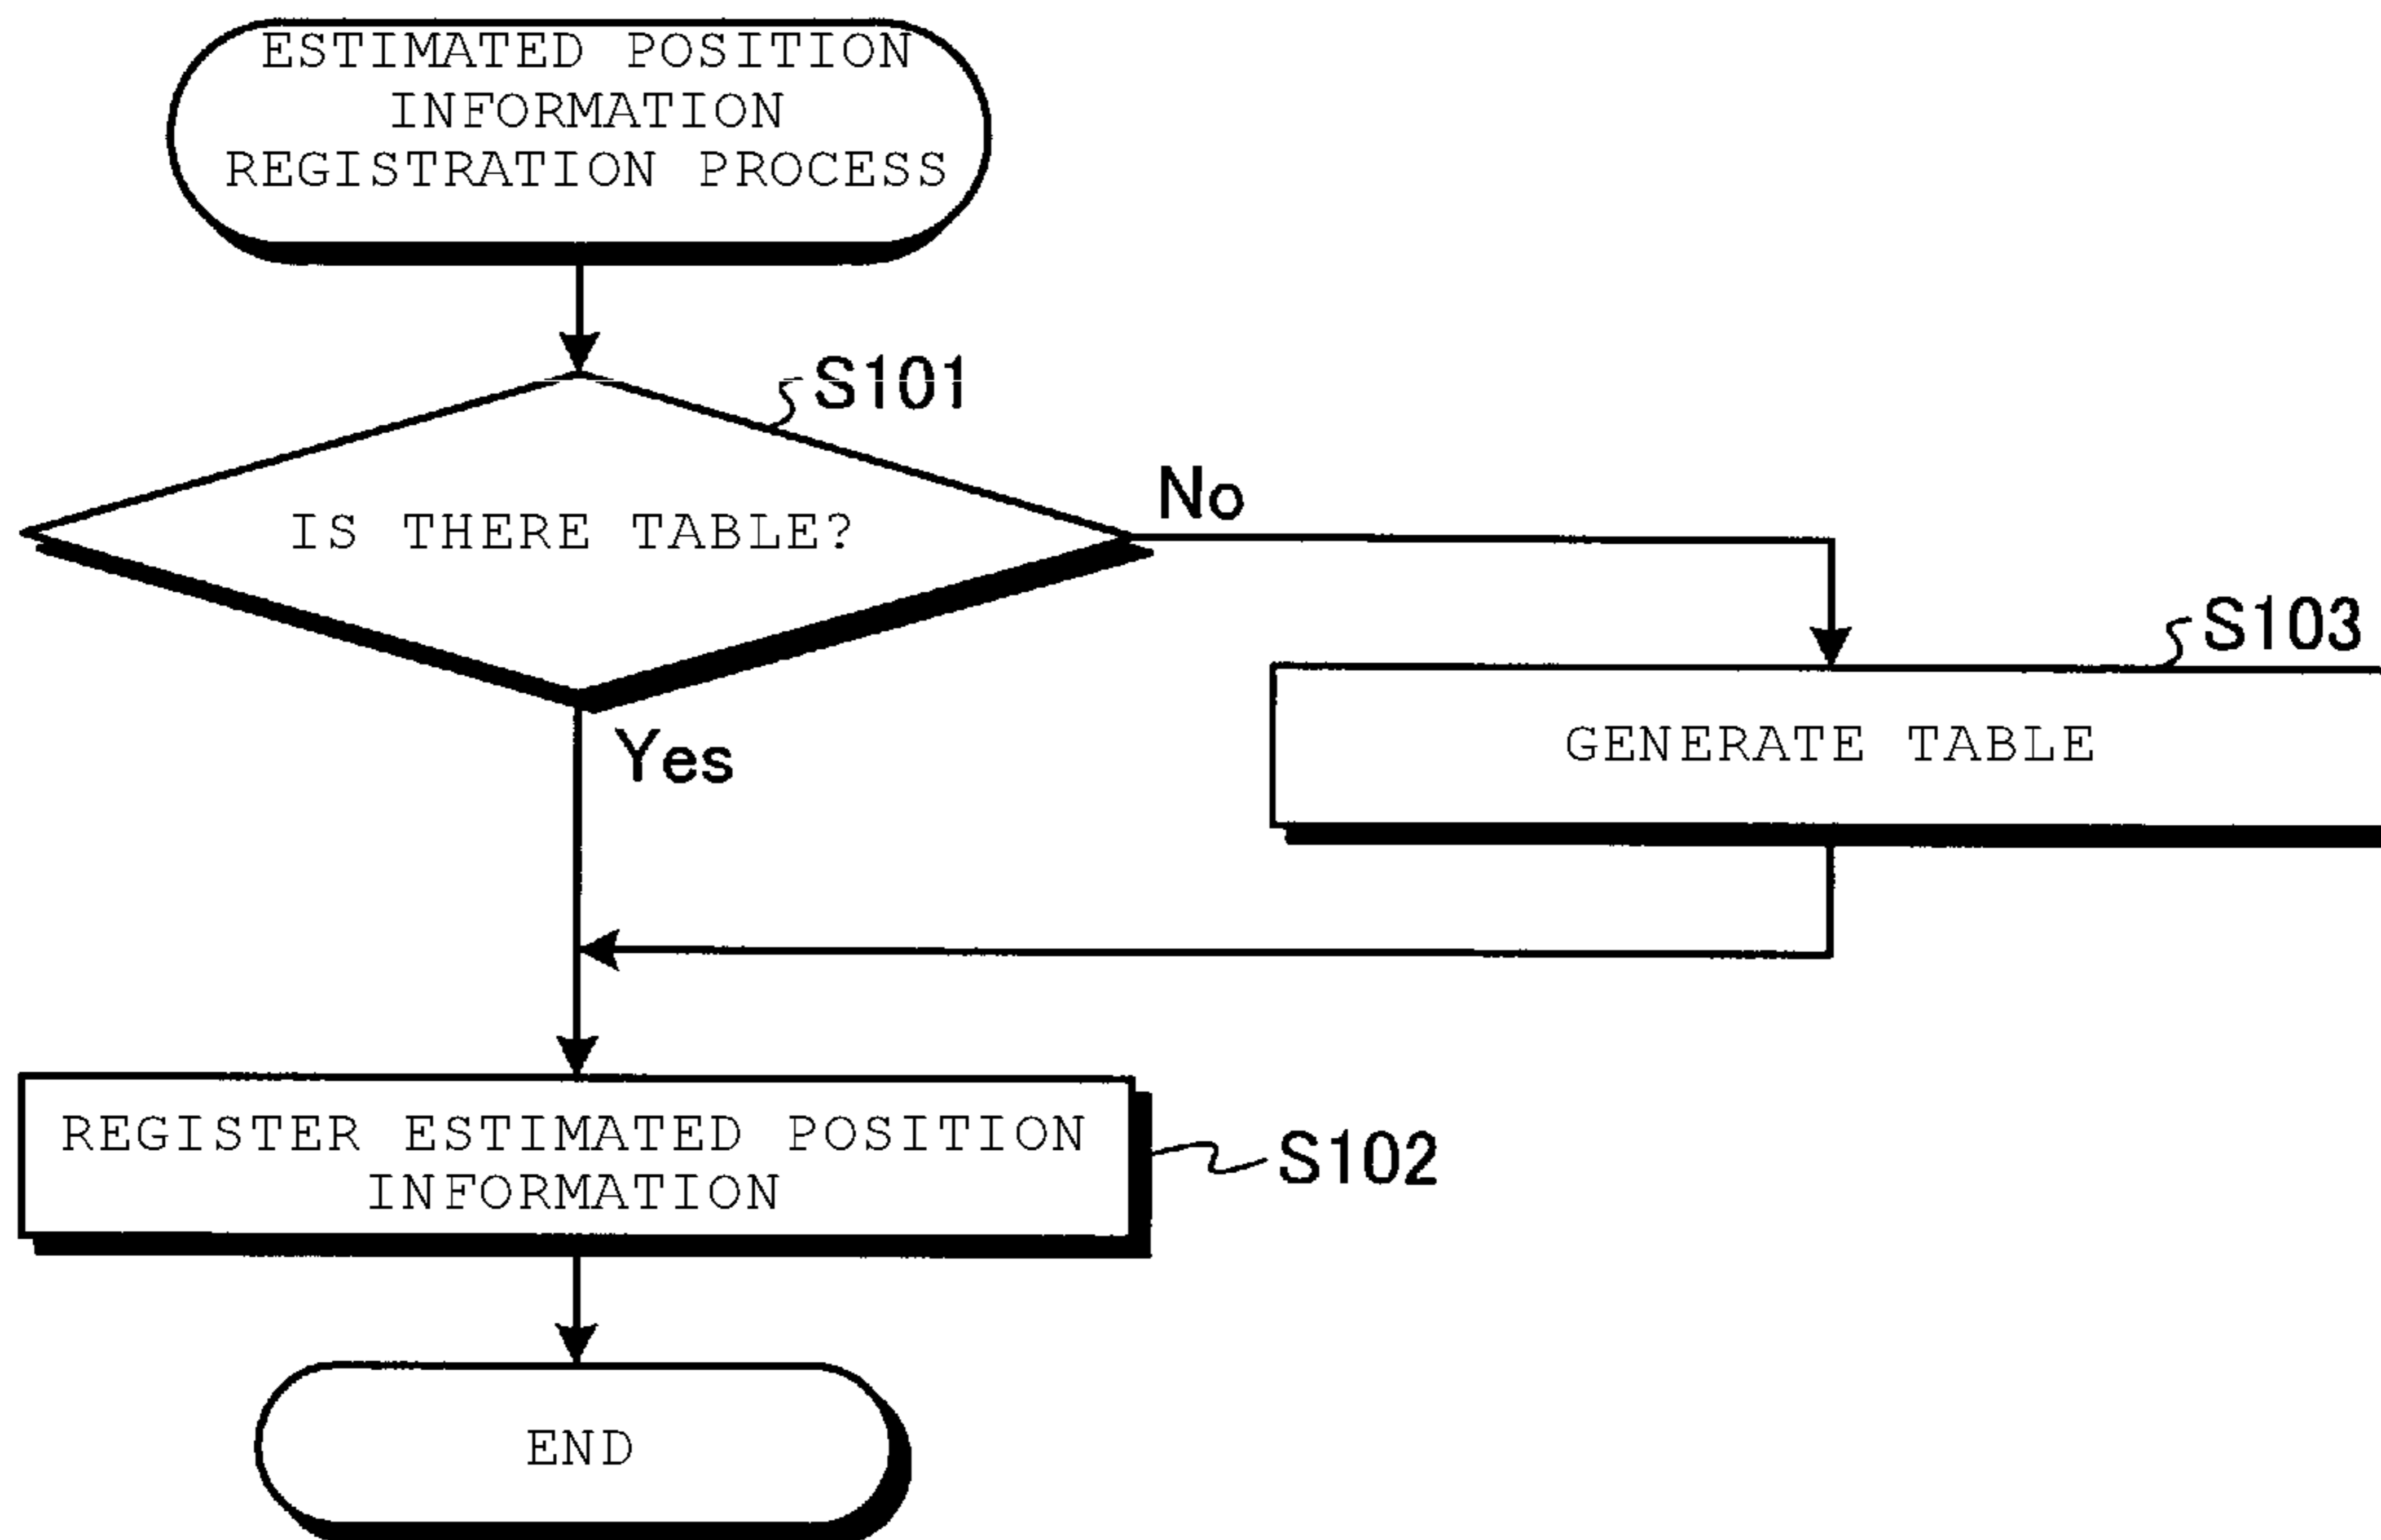 ESTIMATED POSITION
INFORMATION
REGISTRATION PROCESS
S101
IS THERE TABLE?
No
S103
GENERATE TABLE
Yes
REGISTER ESTIMATED POSITION
INFORMATION
S102
END